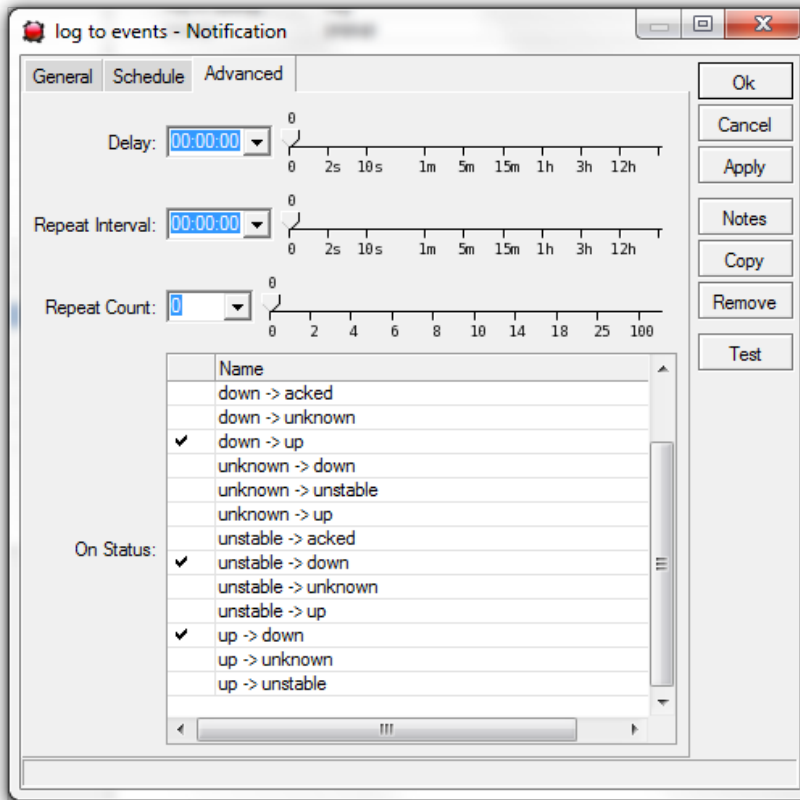 log to events - Notification
General Schedule Advanced
Ok
Cancel
Apply
Notes
Copy
Remove
Test
0
Delay: 00:00:00
0 2s 10s 1m 5m 15m 1h 3h 12h
0
Repeat Interval: 00:00:00
0 2s 10s 1m 5m 15m 1h 3h 12h
0
Repeat Count: 0
0 2 4 6 8 10 14 18 25 100
On Status:
Name
down -> acked
down -> unknown
down -> up
unknown -> down
unknown -> unstable
unknown -> up
unstable -> acked
unstable -> down
unstable -> unknown
unstable -> up
up -> down
up -> unknown
up -> unstable